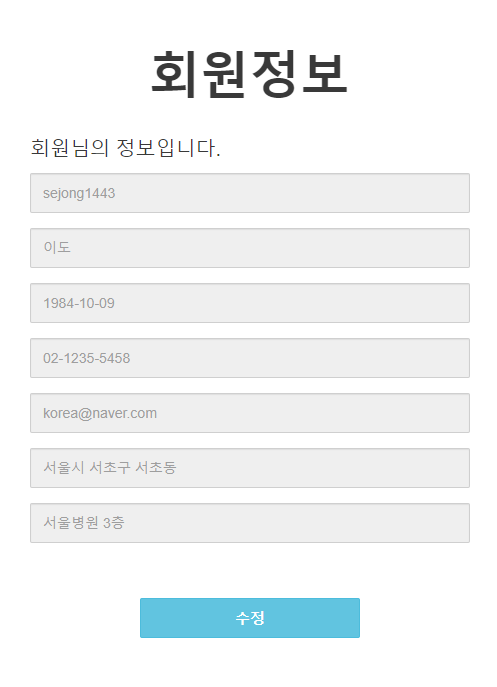 회원정보
회원님의 정보입니다.
sejong1443
이도
1984-10-09
02-1235-5458
korea@naver.com
서울시 서초구 서초동
서울병원 3층
수정